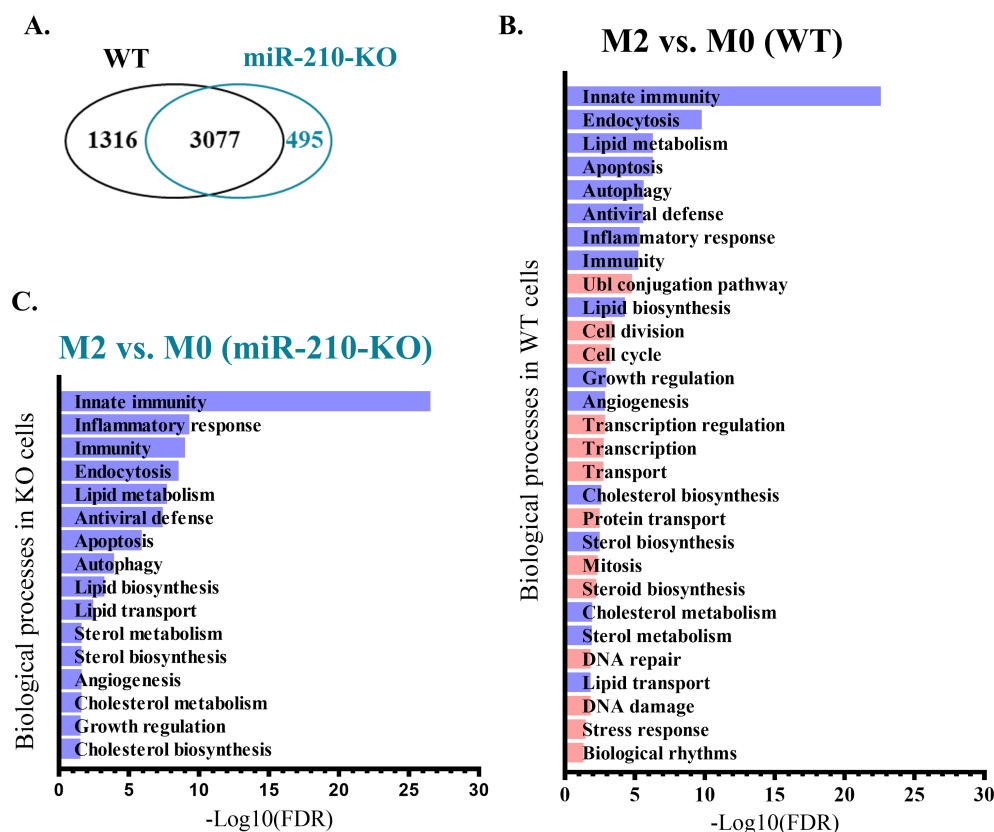 A.
WT
miR-210-KO
1316
3077
495
B.
M2 vs. M0 (WT)
Biological processes in WT cells
Innate immunity
Endocytosis
Lipid metabolism
Apoptosis
Autophagy
Antiviral defense
Inflammatory response
Immunity
Ubl conjugation pathway
Lipid biosynthesis
Cell division
Cell cycle
Growth regulation
Angiogenesis
Transcription regulation
Transcription
Transport
Cholesterol biosynthesis
Protein transport
Sterol biosynthesis
Mitosis
Steroid biosynthesis
Cholesterol metabolism
Sterol metabolism
DNA repair
Lipid transport
DNA damage
Stress response
Biological rhythms
0 5 10 15 20 25 30
-Log10(FDR)
C.
M2 vs. M0 (miR-210-KO)
Biological processes in KO cells
Innate immunity
Inflammatory response
Immunity
Endocytosis
Lipid metabolism
Antiviral defense
Apoptosis
Autophagy
Lipid biosynthesis
Lipid transport
Sterol metabolism
Sterol biosynthesis
Angiogenesis
Cholesterol metabolism
Growth regulation
Cholesterol biosynthesis
0 5 10 15 20 25 30
-Log10(FDR)